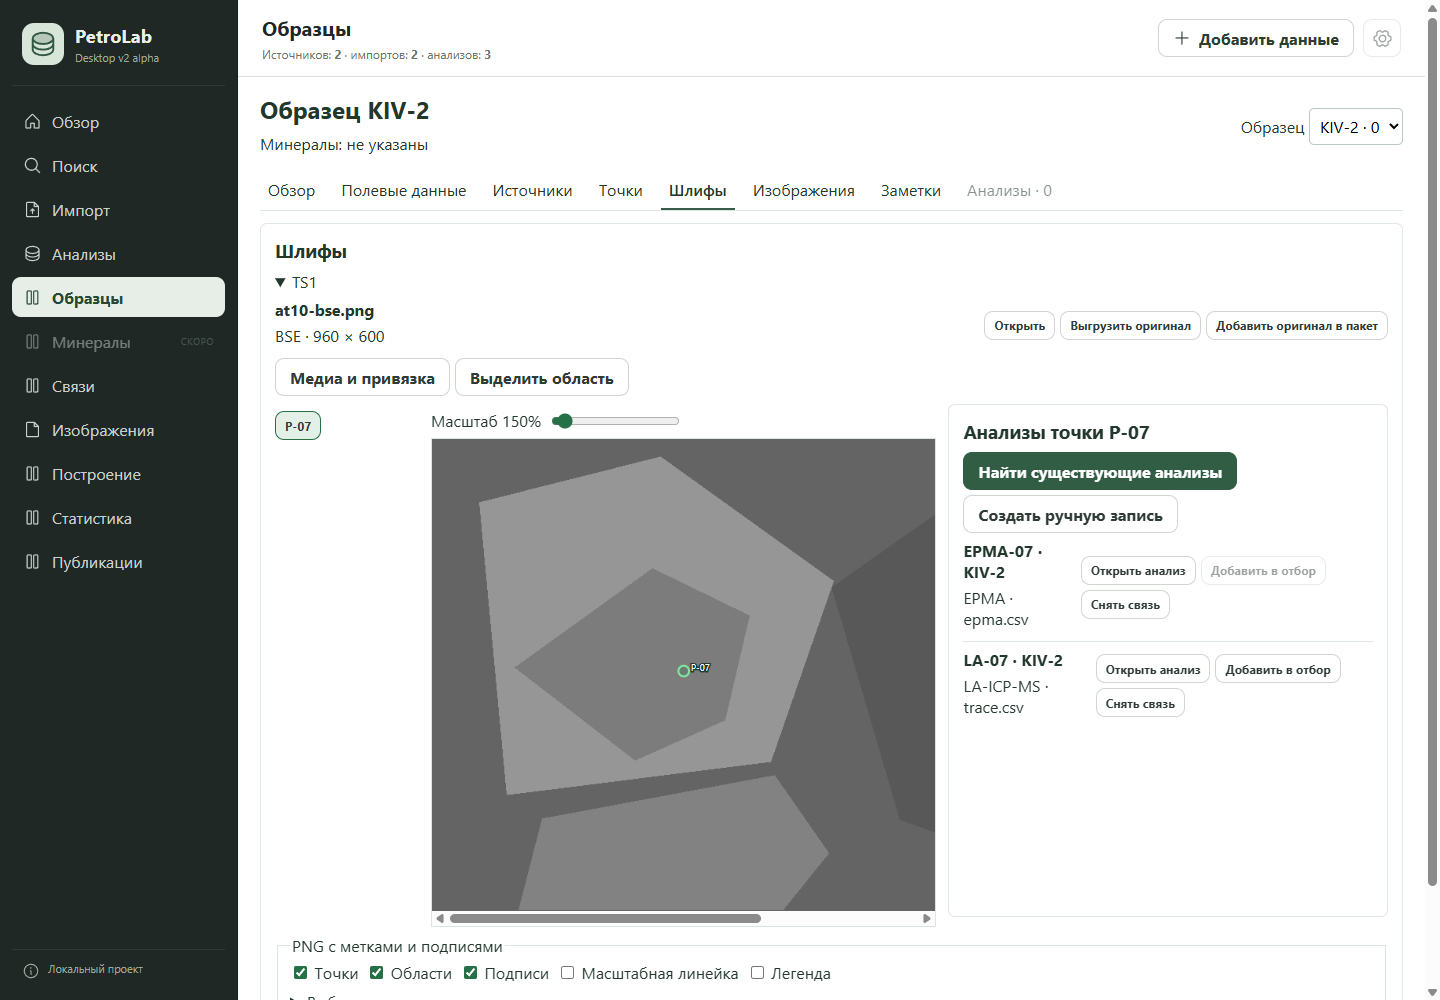 PetroLab
Desktop v2 alpha
Обзор
Поиск
Импорт
Анализы
Образцы
Минералы СКОРО
Связи
Изображения
Построение
Статистика
Публикации
Локальный проект
Образцы
Источников: 2 · импортов: 2 · анализов: 3
Добавить данные
Образец KIV-2
Минералы: не указаны
Образец KIV-2 · 0
Обзор Полевые данные Источники Точки Шлифы Изображения Заметки Анализы · 0
Шлифы
TS1
at10-bse.png
BSE · 960 × 600
Открыть Выгрузить оригинал Добавить оригинал в пакет
Медиа и привязка Выделить область
P-07
Масштаб 150%
P-07
Анализы точки P-07
Найти существующие анализы
Создать ручную запись
EPMA-07 ·
KIV-2
EPMA ·
epma.csv
Открыть анализ Добавить в отбор
Снять связь
LA-07 · KIV-2
LA-ICP-MS ·
trace.csv
Открыть анализ Добавить в отбор
Снять связь
PNG с метками и подписями
Точки Области Подписи Масштабная линейка Легенда